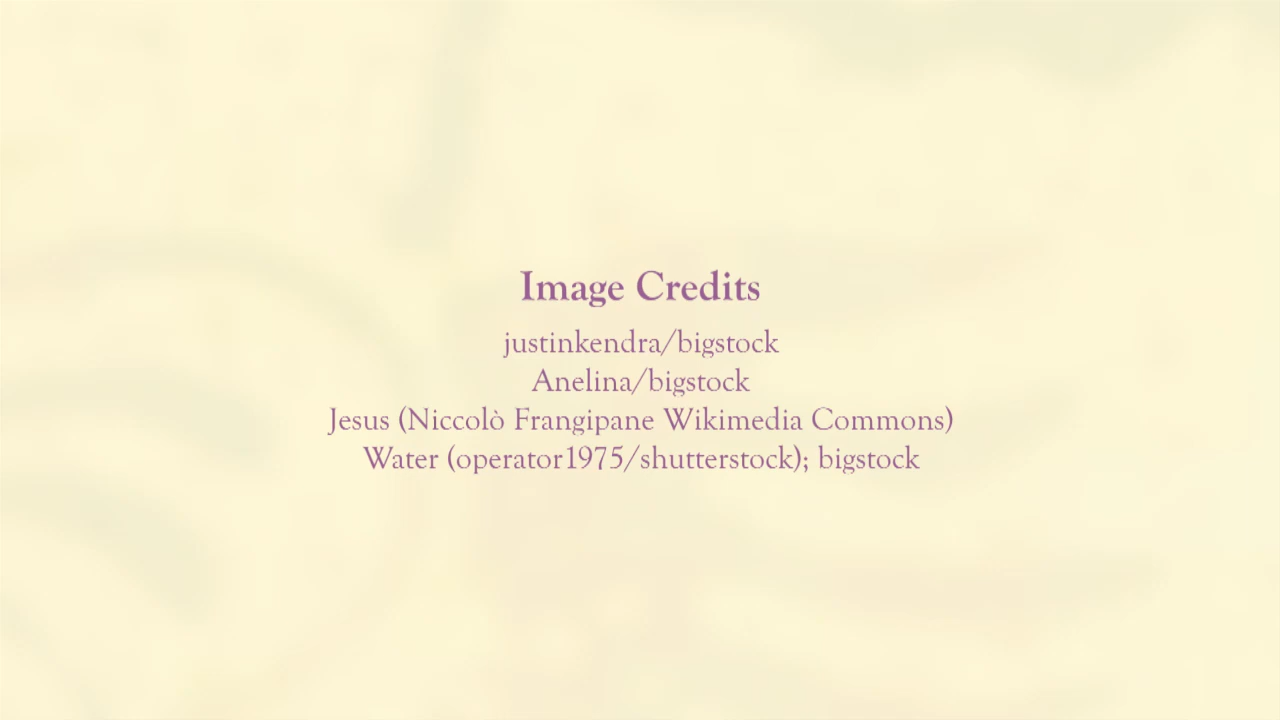 Image Credits
justinkendra/bigstock
Anelina/bigstock
Jesus (Niccolò Frangipane Wikimedia Commons)
Water (operator1975/shutterstock); bigstock